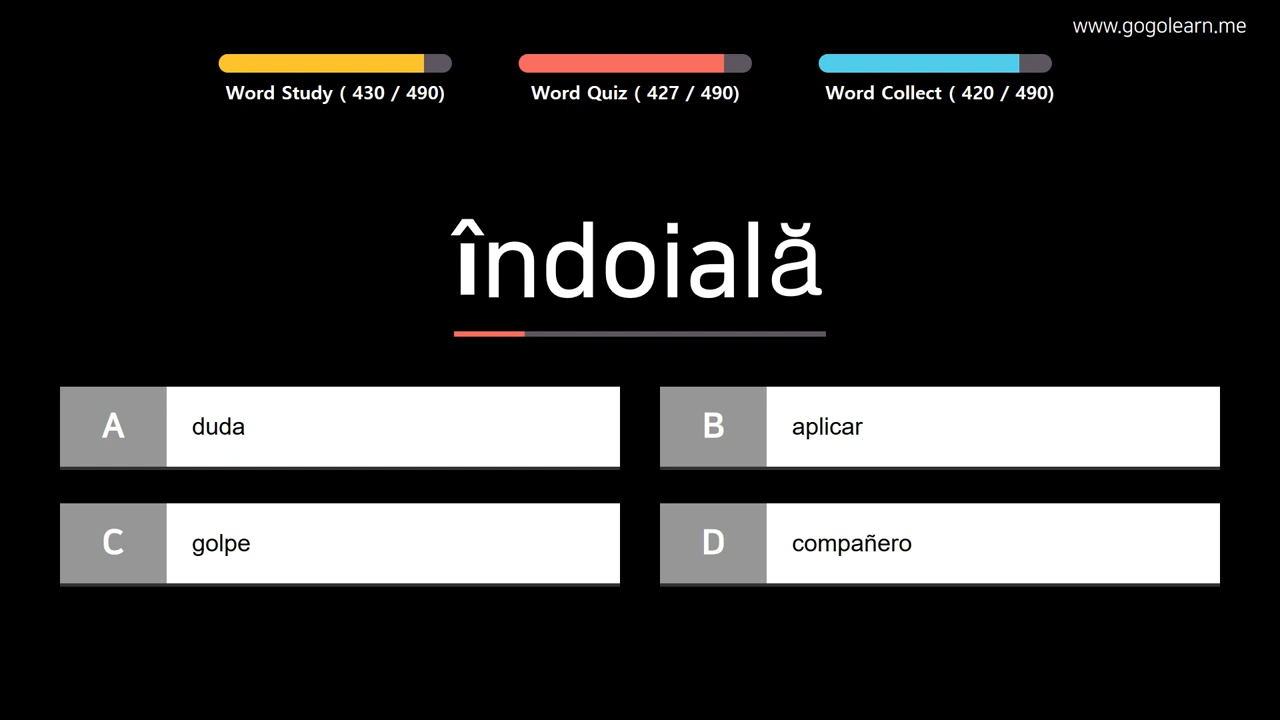 www.gogolearn.me
Word Study ( 430 / 490)
Word Quiz ( 427 / 490)
Word Collect ( 420 / 490)
îndoială
A duda
B aplicar
C golpe
D compañero